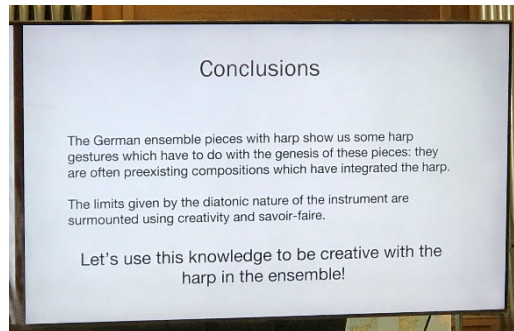 Conclusions
The German ensemble pieces with harp show us some harp
gestures which have to do with the genesis of these pieces: they
are often preexisting compositions which have integrated the harp.
The limits given by the diatonic nature of the instrument are
surmounted using creativity and savoir-faire.
Let's use this knowledge to be creative with the
harp in the ensemble!